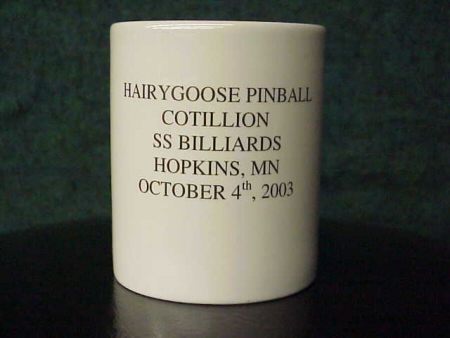 HAIRYGOOSE PINBALL
COTILLION
SS BILLIARDS
HOPKINS, MN
OCTOBER 4th, 2003